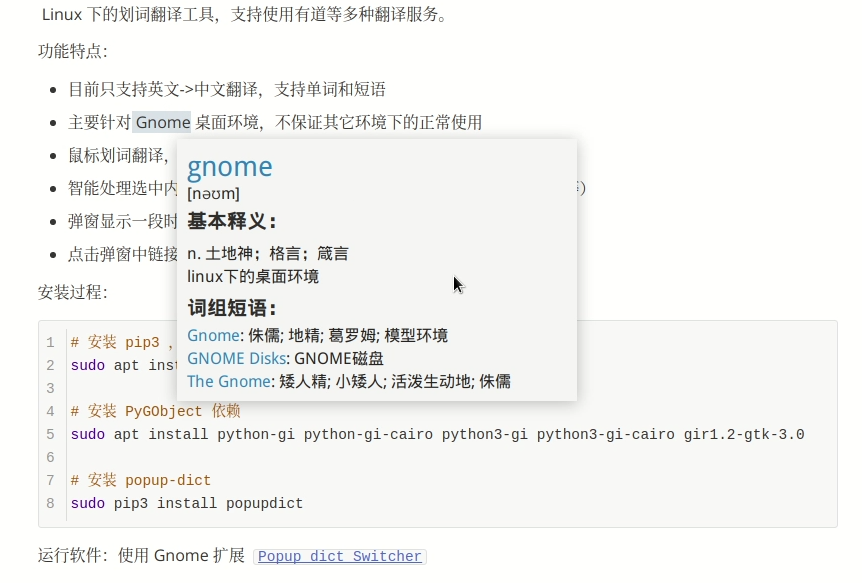 Linux 下的划词翻译工具，支持使用有道等多种翻译服务。
功能特点：
目前只支持英文->中文翻译，支持单词和短语
主要针对 Gnome 桌面环境，不保证其它环境下的正常使用
鼠标划词翻译，
智能处理选中内
）
弹窗显示一段时
点击弹窗中链接
gnome
[nəʊm]
基本释义：
n. 土地神；格言；箴言
linux下的桌面环境
词组短语：
Gnome: 侏儒; 地精; 葛罗姆; 模型环境
GNOME Disks: GNOME磁盘
The Gnome: 矮人精; 小矮人; 活泼生动地; 侏儒
安装过程：
1 # 安装 pip3 ，
2 sudo apt inst
3
4 # 安装 PyGObject 依赖
5 sudo apt install python-gi python-gi-cairo python3-gi python3-gi-cairo gir1.2-gtk-3.0
6
7 # 安装 popup-dict
8 sudo pip3 install popupdict
运行软件：使用 Gnome 扩展 Popup dict Switcher